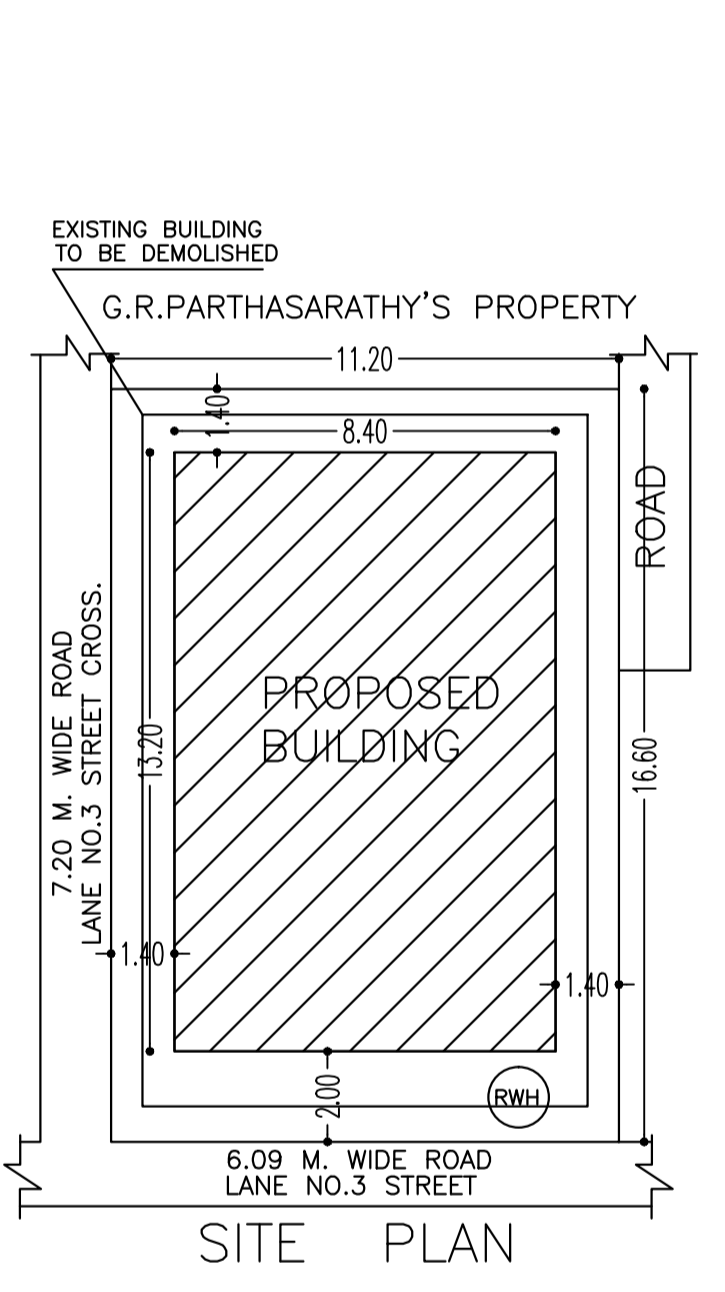 EXISTING BUILDING
TO BE DEMOLISHED
G.R.PARTHASARATHY'S PROPERTY
11.20
1.40
8.40
ROAD
7.20 M. WIDE ROAD
LANE NO.3 STREET CROSS.
13.20
PROPOSED
BUILDING
16.60
1.40
1.40
2.00
RWH
6.09 M. WIDE ROAD
LANE NO.3 STREET
SITE PLAN